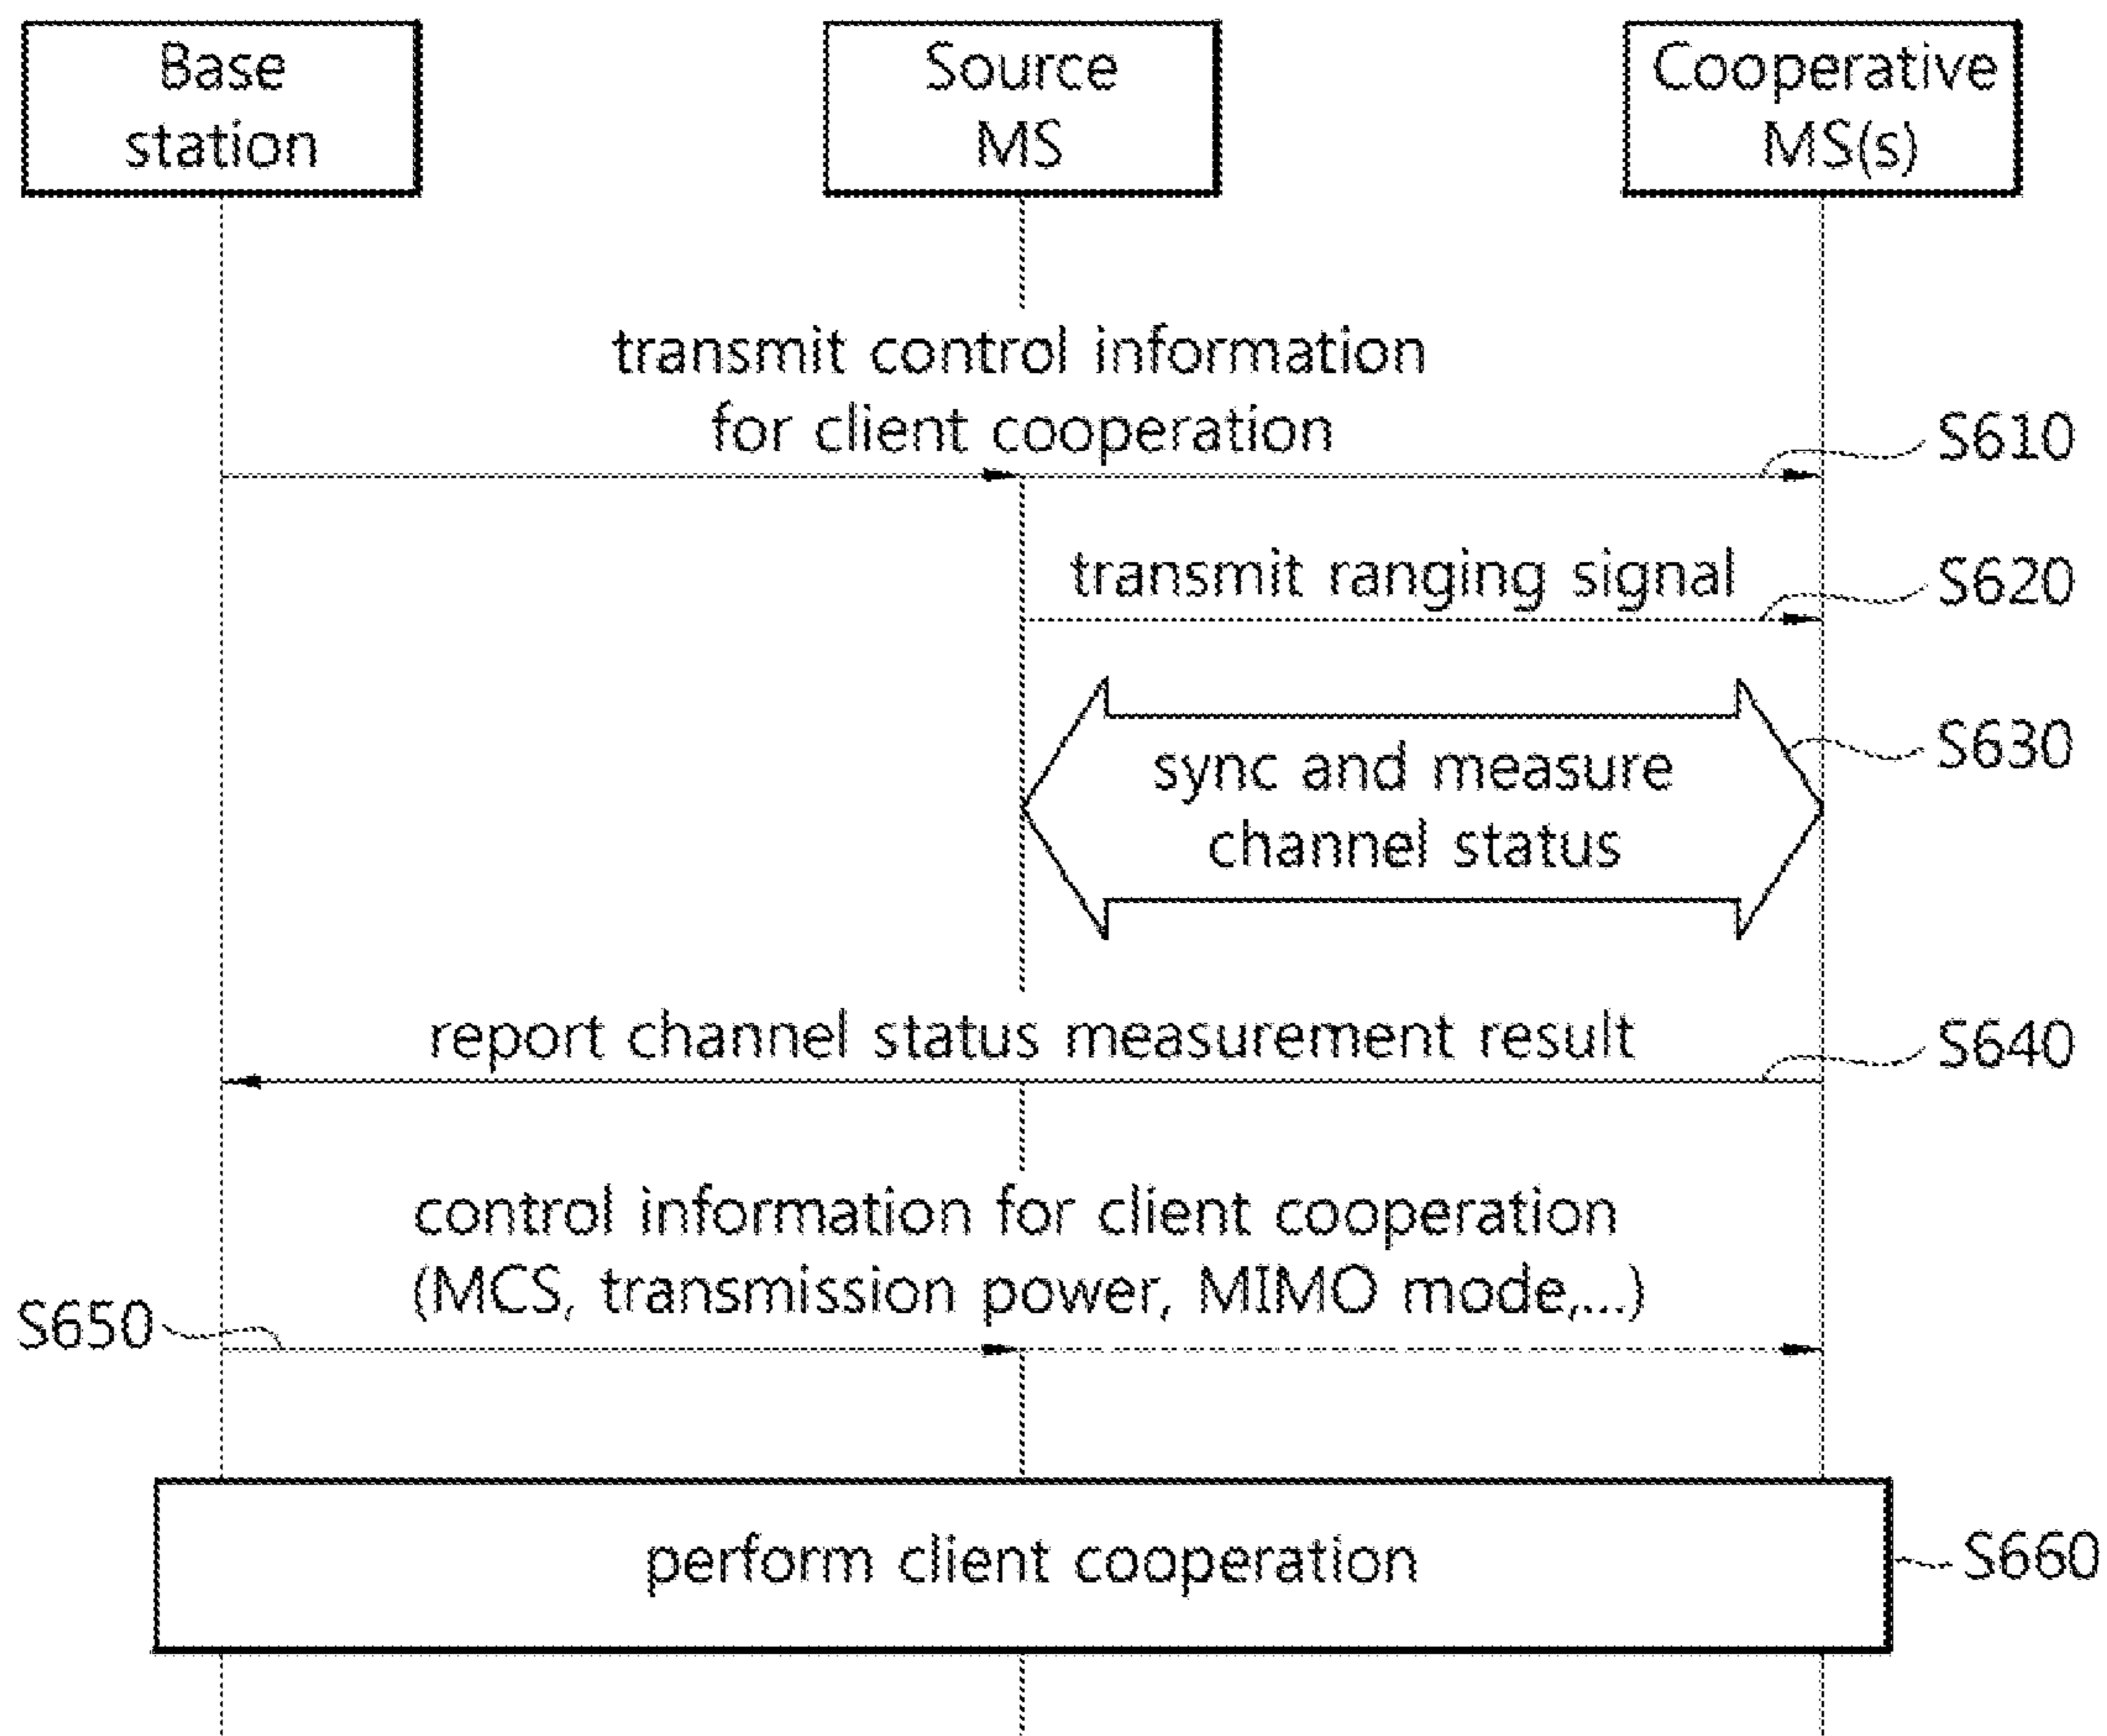 Base
station
Source
MS
Cooperative
MS(s)
transmit control information
for client cooperation
S610
transmit ranging signal
S620
sync and measure
channel status
S630
report channel status measurement result
S640
control information for client cooperation
(MCS, transmission power, MIMO mode,...)
S650
perform client cooperation
S660